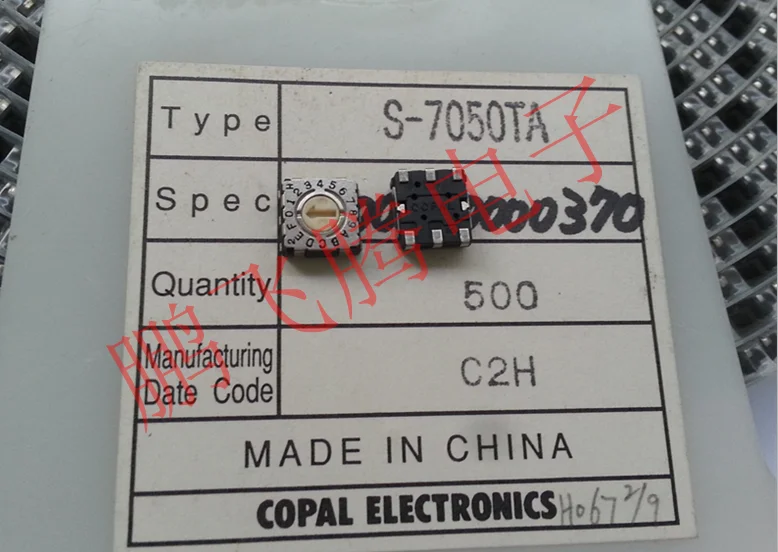 Type S-7050TA
Spec 0000370
Quantity 500
Manufacturing Date Code C2H
MADE IN CHINA
COPAL ELECTRONICS H067 2/9
鹏飞腾电子